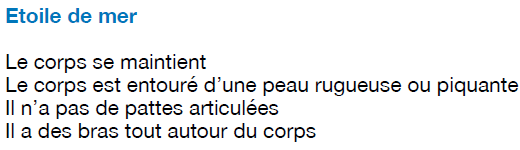 Etoile de mer
Le corps se maintient
Le corps est entouré d’une peau rugueuse ou piquante
Il n’a pas de pattes articulées
Il a des bras tout autour du corps